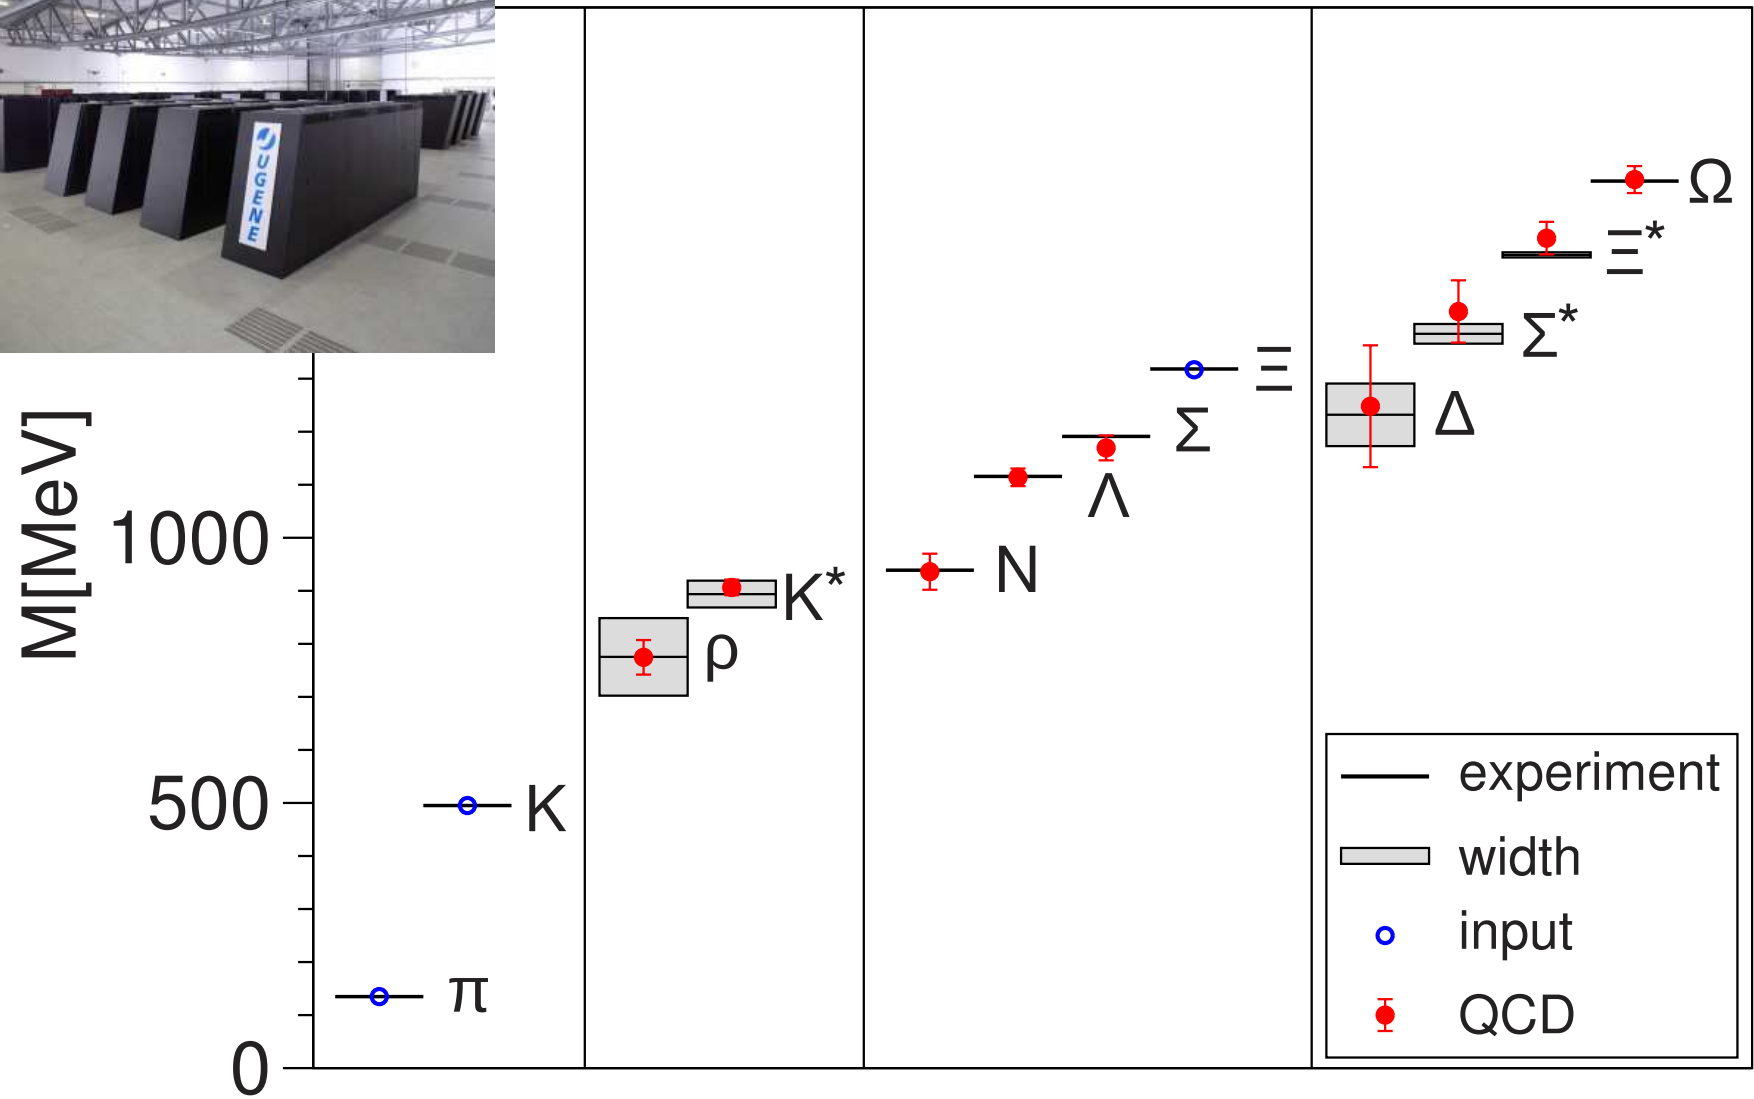 JUGENE
M[MeV]
1000
500
0
π
K
ρ
K*
N
Λ
Σ
Ξ
Δ
Σ*
Ξ*
Ω
experiment
width
input
QCD